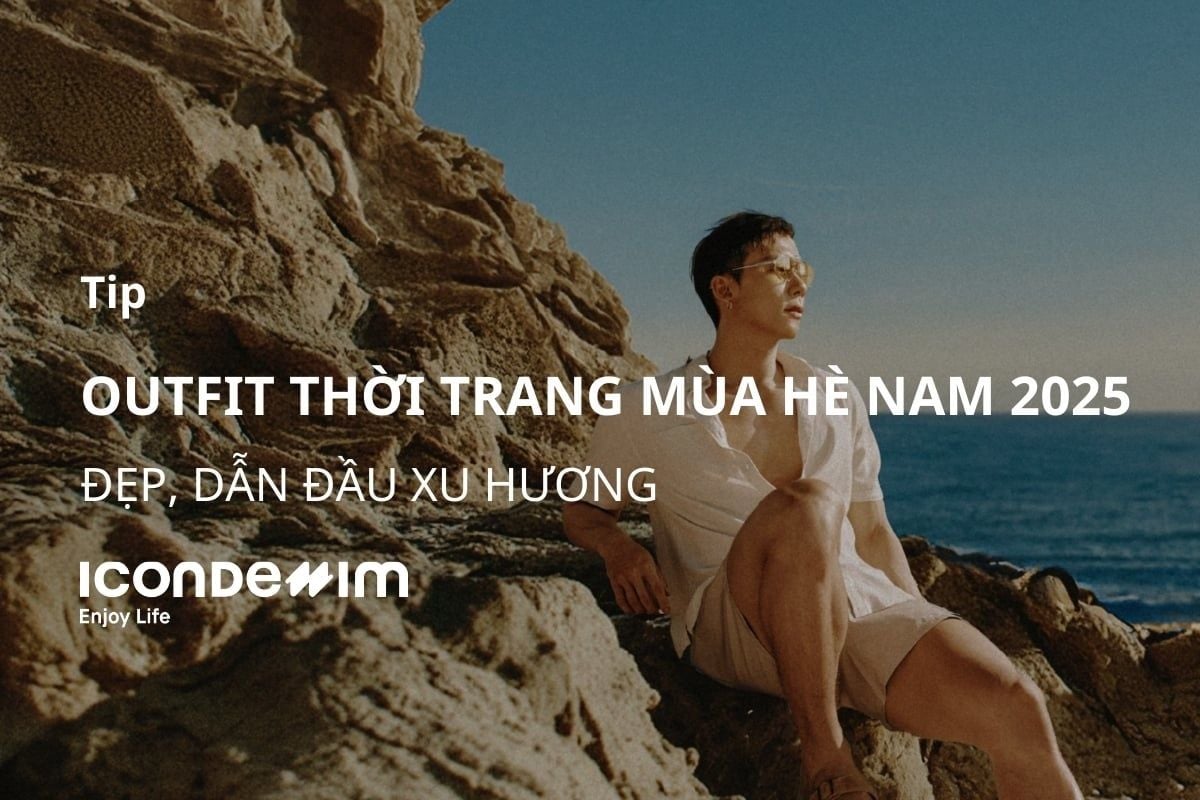 Tip
OUTFIT THỜI TRANG MÙA HÈ NAM 2025
ĐẸP, DẪN ĐẦU XU HƯƠNG
ICONDENIM
Enjoy Life